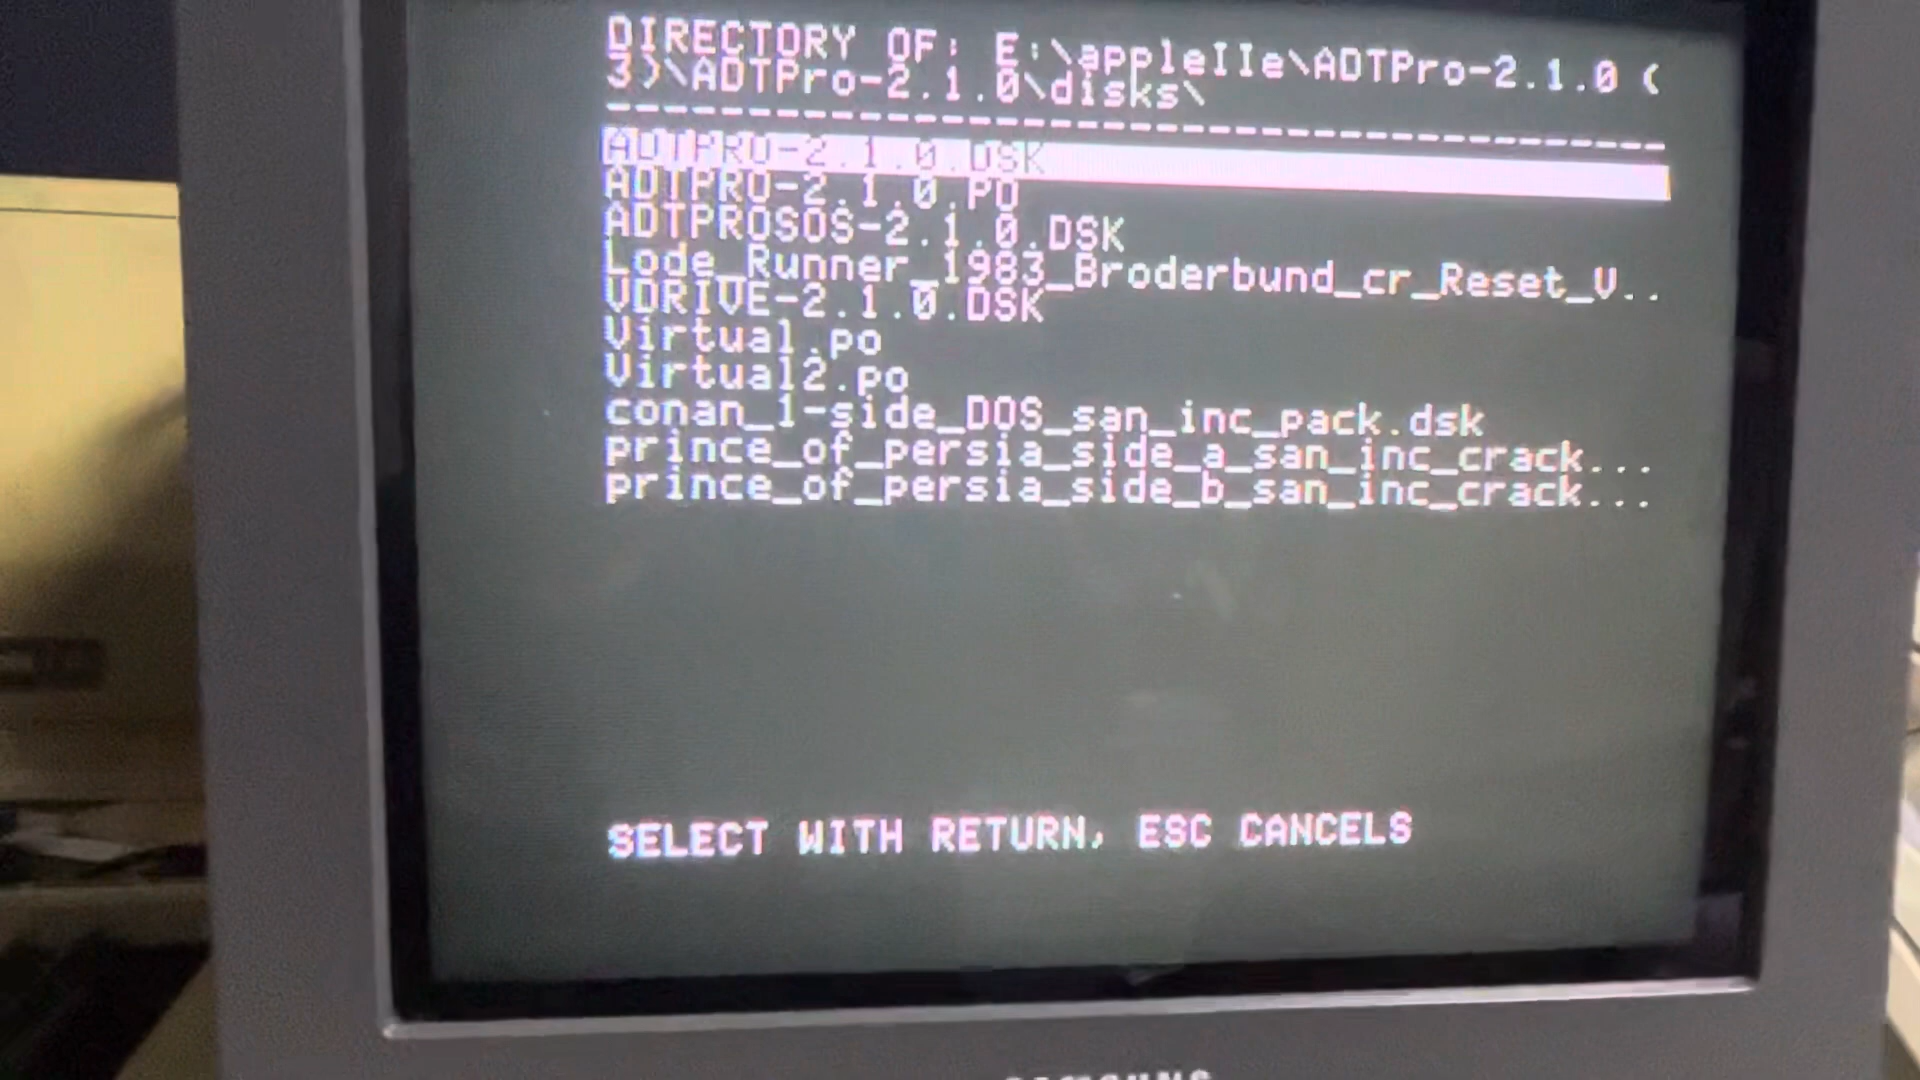 DIRECTORY OF: E:\appleIIe\ADTPro-2.1.0 (
3)\ADTPro-2.1.0\disks\
----------------------------------------
ADTPRO-2.1.0.DSK
ADTPRO-2.1.0.PO
ADTPROSOS-2.1.0.DSK
Lode_Runner_1983_Broderbund_cr_Reset_V..
VDRIVE-2.1.0.DSK
Virtual.po
Virtual2.po
conan_1-side_DOS_san_inc_pack.dsk
prince_of_persia_side_a_san_inc_crack...
prince_of_persia_side_b_san_inc_crack...
SELECT WITH RETURN, ESC CANCELS